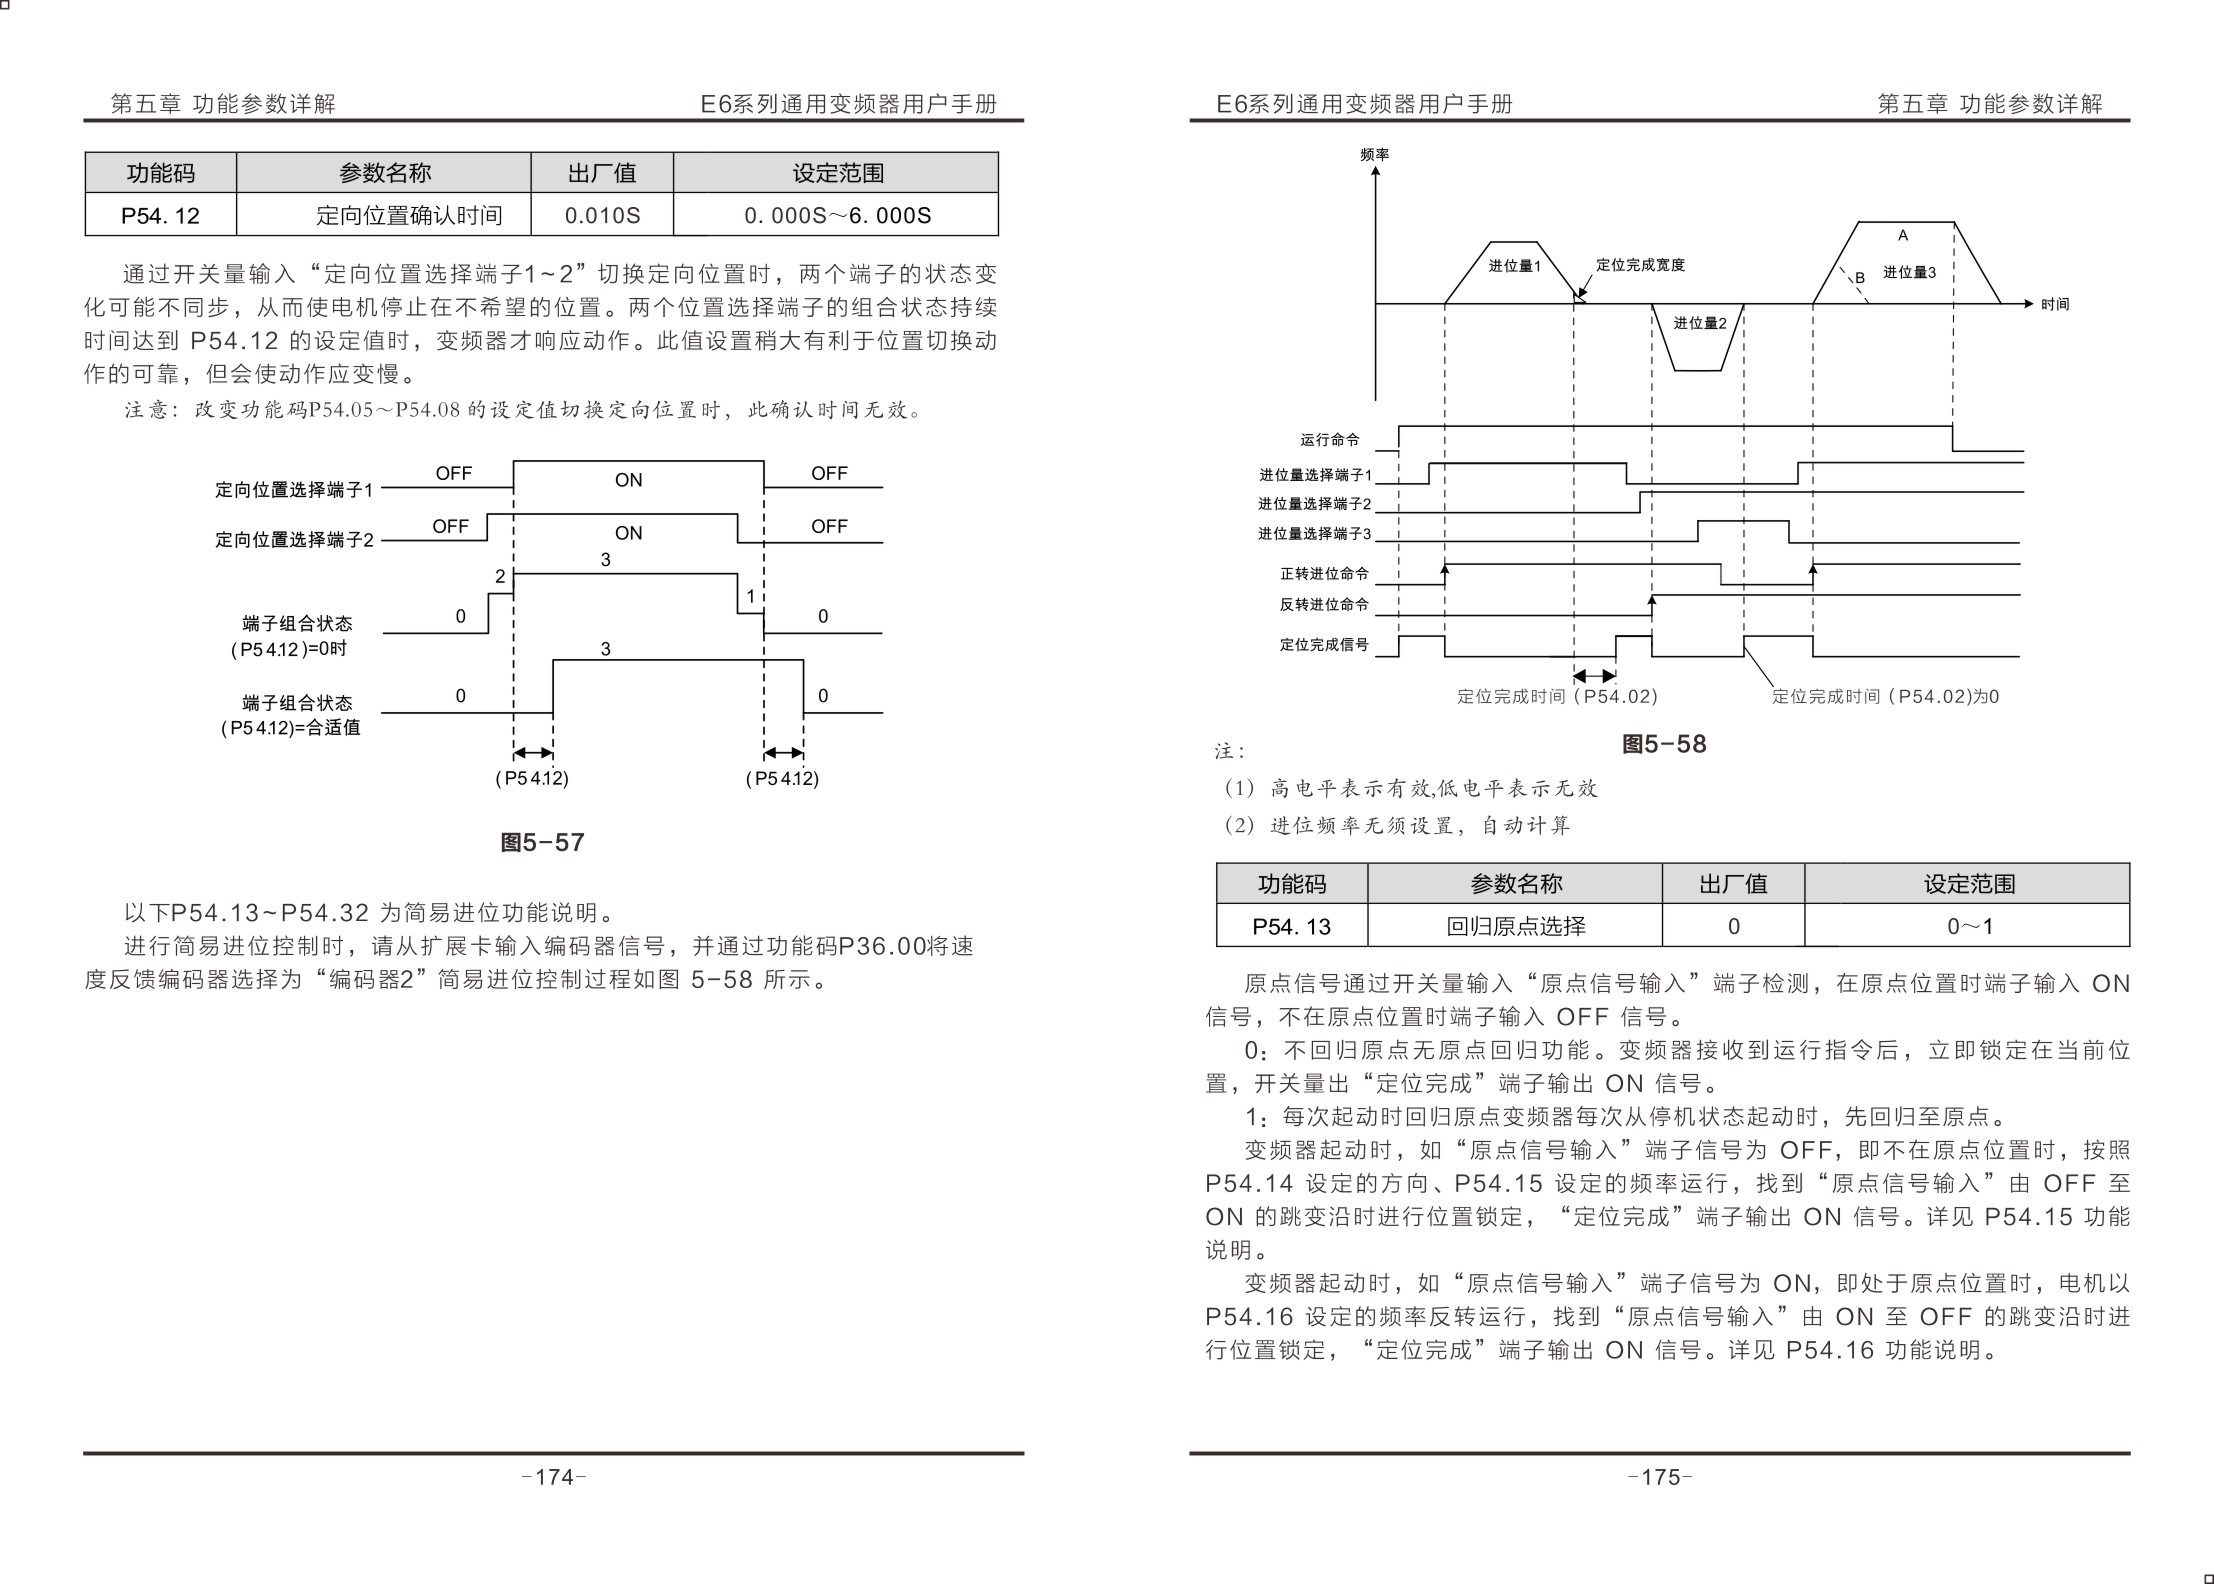 第五章 功能参数详解
E6系列通用变频器用户手册
功能码 参数名称 出厂值 设定范围
P54. 12 定向位置确认时间 0.010S 0. 000S～6. 000S
通过开关量输入“定向位置选择端子1~2”切换定向位置时，两个端子的状态变
化可能不同步，从而使电机停止在不希望的位置。两个位置选择端子的组合状态持续
时间达到 P54.12 的设定值时，变频器才响应动作。此值设置稍大有利于位置切换动
作的可靠，但会使动作应变慢。
注意：改变功能码P54.05～P54.08 的设定值切换定向位置时，此确认时间无效。
定向位置选择端子1 OFF ON OFF
定向位置选择端子2 OFF ON OFF
2 3 1
端子组合状态 0 0
(P54.12)=0时
3
端子组合状态 0 0
(P54.12)=合适值
(P54.12) (P54.12)
图5-57
以下P54.13~P54.32 为简易进位功能说明。
进行简易进位控制时，请从扩展卡输入编码器信号，并通过功能码P36.00将速
度反馈编码器选择为“编码器2”简易进位控制过程如图 5-58 所示。
-174-
E6系列通用变频器用户手册
第五章 功能参数详解
频率
A
进位量1 定位完成宽度 B 进位量3
时间
进位量2
运行命令
进位量选择端子1
进位量选择端子2
进位量选择端子3
正转进位命令
反转进位命令
定位完成信号
定位完成时间（P54.02） 定位完成时间（P54.02)为0
图5-58
注：
（1）高电平表示有效,低电平表示无效
（2）进位频率无须设置，自动计算
功能码 参数名称 出厂值 设定范围
P54. 13 回归原点选择 0 0～1
原点信号通过开关量输入“原点信号输入”端子检测，在原点位置时端子输入 ON
信号，不在原点位置时端子输入 OFF 信号。
0：不回归原点无原点回归功能。变频器接收到运行指令后，立即锁定在当前位
置，开关量出“定位完成”端子输出 ON 信号。
1：每次起动时回归原点变频器每次从停机状态起动时，先回归至原点。
变频器起动时，如“原点信号输入”端子信号为 OFF，即不在原点位置时，按照
P54.14 设定的方向、P54.15 设定的频率运行，找到“原点信号输入”由 OFF 至
ON 的跳变沿时进行位置锁定，“定位完成”端子输出 ON 信号。详见 P54.15 功能
说明。
变频器起动时，如“原点信号输入”端子信号为 ON，即处于原点位置时，电机以
P54.16 设定的频率反转运行，找到“原点信号输入”由 ON 至 OFF 的跳变沿时进
行位置锁定，“定位完成”端子输出 ON 信号。详见 P54.16 功能说明。
-175-